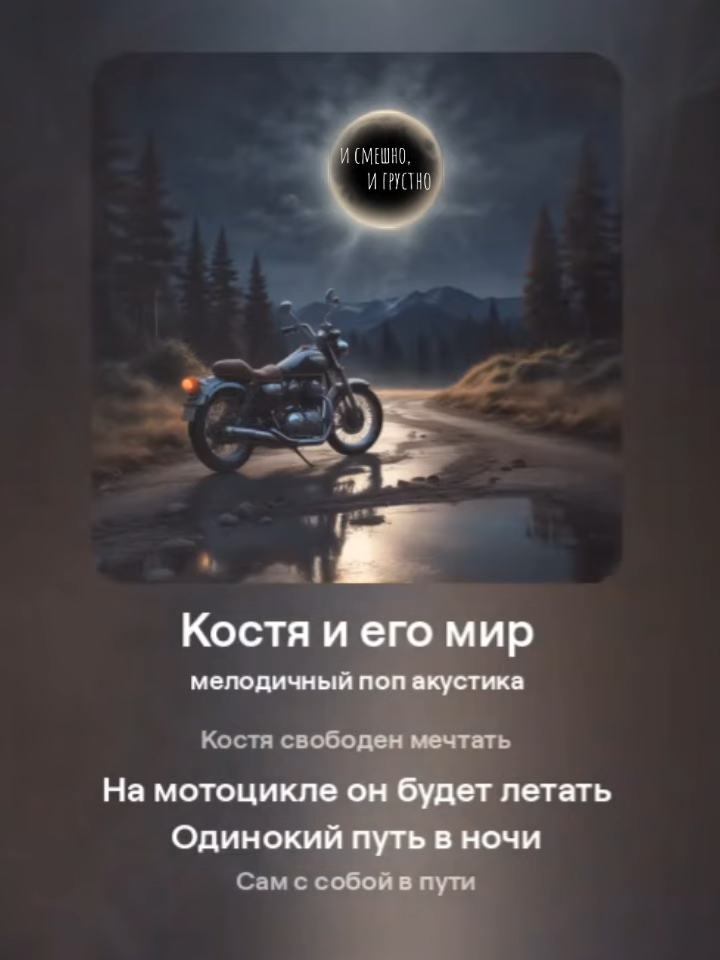 И СМЕШНО,
И ГРУСТНО
Костя и его мир
мелодичный поп акустика
Костя свободен мечтать
На мотоцикле он будет летать
Одинокий путь в ночи
Сам с собой в пути